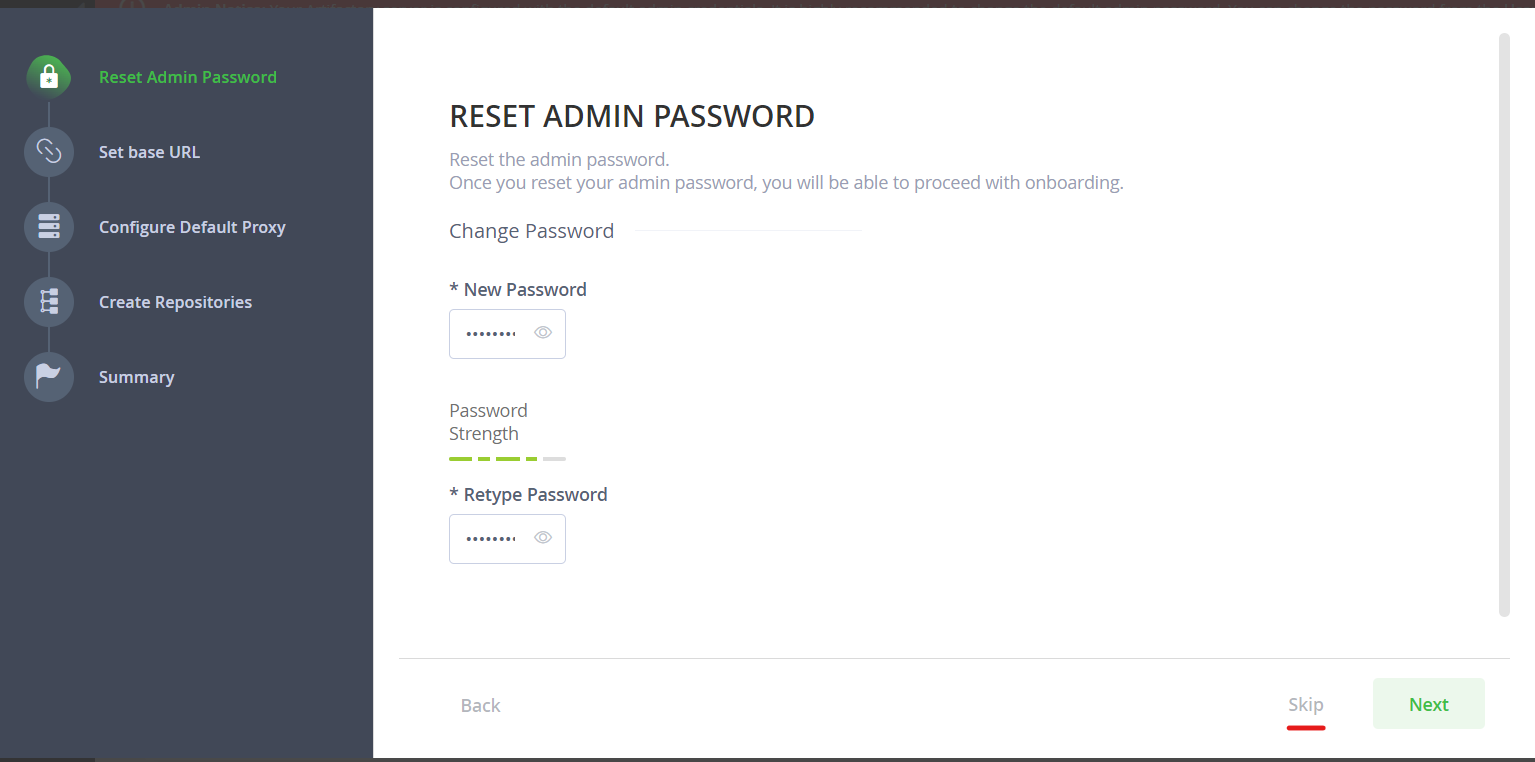 Reset Admin Password
Set base URL
Configure Default Proxy
Create Repositories
Summary
RESET ADMIN PASSWORD
Reset the admin password.
Once you reset your admin password, you will be able to proceed with onboarding.
Change Password
* New Password
••••••••
Password
Strength
* Retype Password
••••••••
Back
Skip
Next